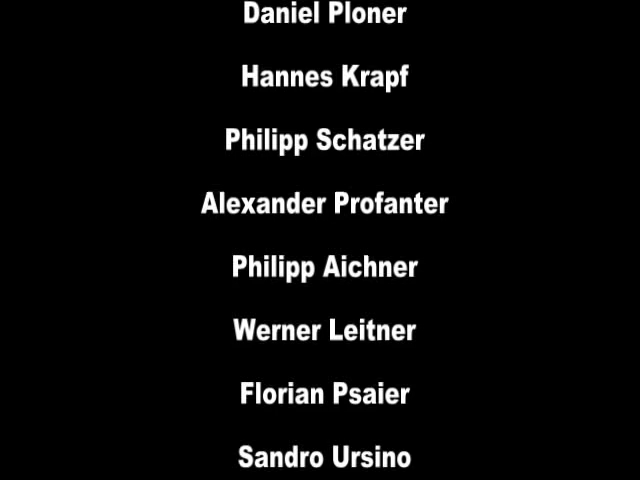 Daniel Ploner
Hannes Krapf
Philipp Schatzer
Alexander Profanter
Philipp Aichner
Werner Leitner
Florian Psaier
Sandro Ursino